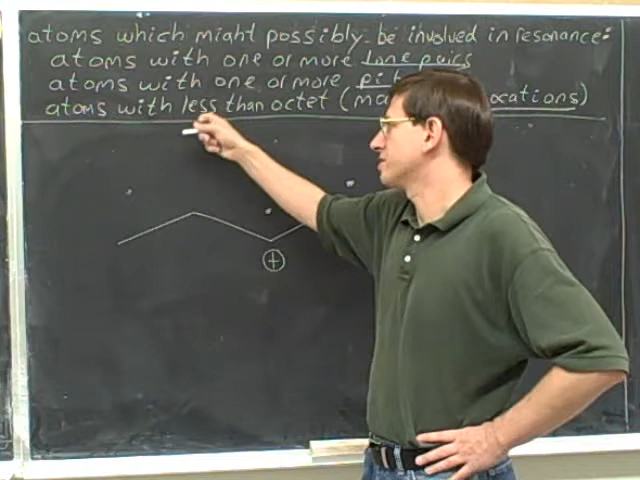 atoms which might possibly be involved in resonance:
atoms with one or more lone pairs
atoms with one or more pi
atoms with less than octet (